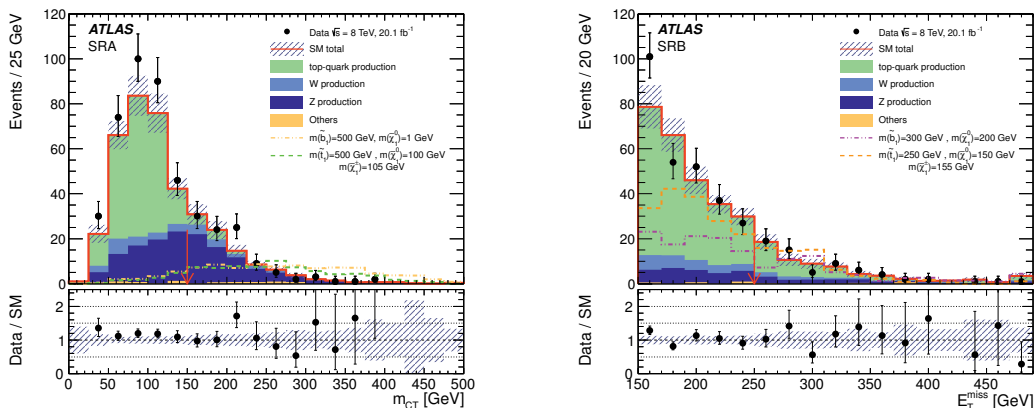 Events / 25 GeV
120
100
80
60
40
20
0
ATLAS
SRA
Data √s = 8 TeV, 20.1 fb⁻¹
SM total
top-quark production
W production
Z production
Others
m(t̃₁)=500 GeV, m(χ̃⁰₁)=1 GeV
m(t̃₁)=500 GeV , m(χ̃⁰₁)=100 GeV
m(χ̃±₁)=105 GeV
Data / SM
2
1
0
0 50 100 150 200 250 300 350 400 450 500
m_CT [GeV]
Events / 20 GeV
120
100
80
60
40
20
0
ATLAS
SRB
Data √s = 8 TeV, 20.1 fb⁻¹
SM total
top-quark production
W production
Z production
Others
m(t̃₁)=300 GeV , m(χ̃⁰₁)=200 GeV
m(t̃₁)=250 GeV , m(χ̃⁰₁)=150 GeV
m(χ̃±₁)=155 GeV
Data / SM
2
1
0
150 200 250 300 350 400 450
E_T^miss [GeV]